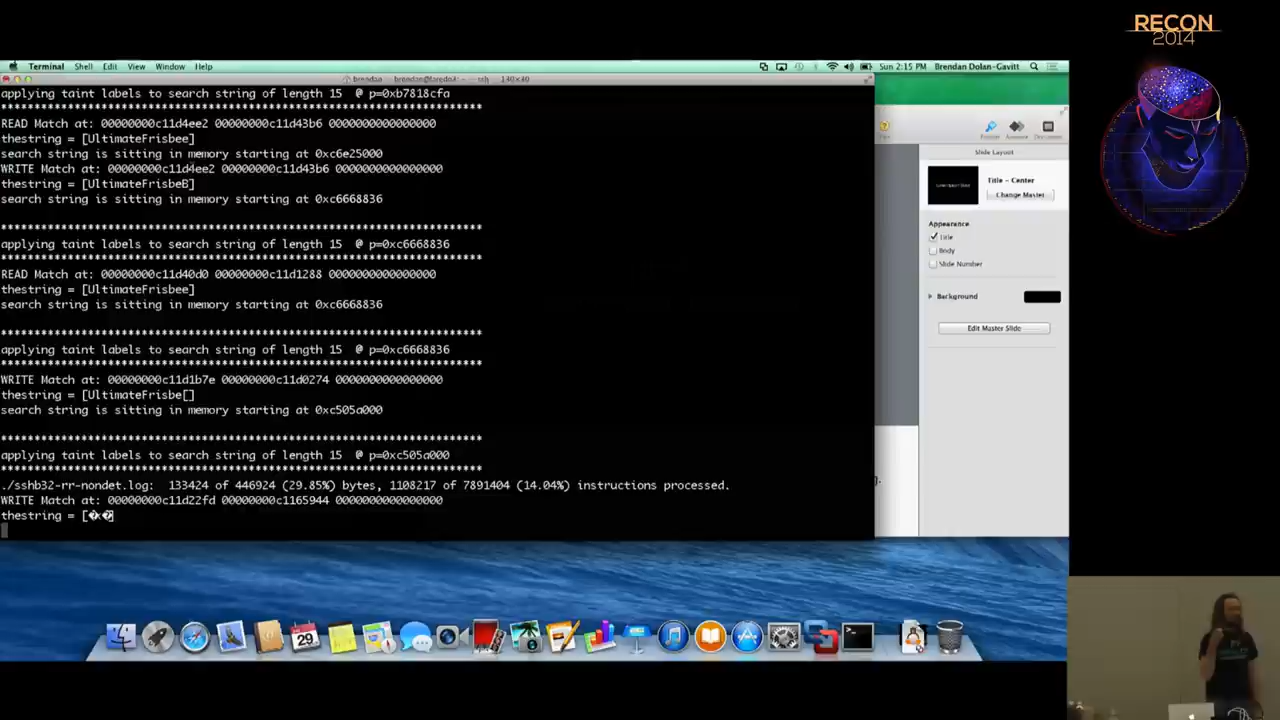 RECON
2014
Terminal Shell Edit View Window Help
Sun 2:15 PM Brendan Dolan-Gavitt
brendan — brendan@laredo: ~ — ssh — 130×30
applying taint labels to search string of length 15 @ p=0xb7818cfa
******************************************************************
READ Match at: 00000000c11d4ee2 00000000c11d43b6 0000000000000000
thestring = [UltimateFrisbee]
search string is sitting in memory starting at 0xc6e25000
WRITE Match at: 00000000c11d4ee2 00000000c11d43b6 0000000000000000
thestring = [UltimateFrisbeB]
search string is sitting in memory starting at 0xc6668836
******************************************************************
applying taint labels to search string of length 15 @ p=0xc6668836
******************************************************************
READ Match at: 00000000c11d40d0 00000000c11d1288 0000000000000000
thestring = [UltimateFrisbee]
search string is sitting in memory starting at 0xc6668836
******************************************************************
applying taint labels to search string of length 15 @ p=0xc6668836
******************************************************************
WRITE Match at: 00000000c11d1b7e 00000000c11d0274 0000000000000000
thestring = [UltimateFrisbe[]
search string is sitting in memory starting at 0xc505a000
******************************************************************
applying taint labels to search string of length 15 @ p=0xc505a000
******************************************************************
./sshb32-rr-nondet.log: 133424 of 446924 (29.85%) bytes, 1108217 of 7891404 (14.04%) instructions processed.
WRITE Match at: 00000000c11d22fd 00000000c1165944 0000000000000000
thestring = [�x�]
Slide Layout
Title - Center
Change Master
Appearance
Title
Body
Slide Number
Background
Edit Master Slide
29